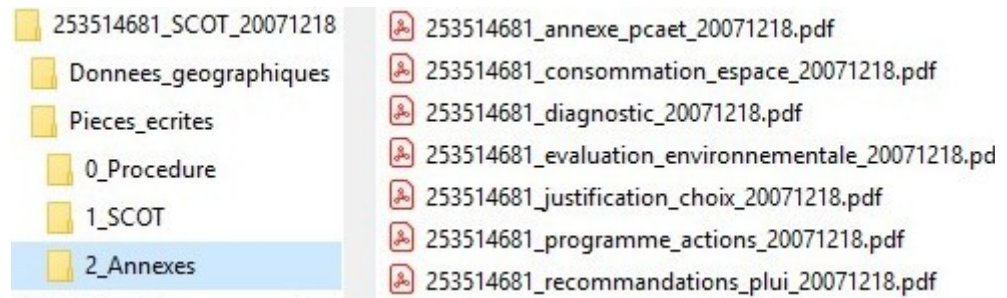 253514681_SCOT_20071218
Donnees_geographiques
Pieces_ecrites
0_Procedure
1_SCOT
2_Annexes
253514681_annexe_pcaet_20071218.pdf
253514681_consommation_espace_20071218.pdf
253514681_diagnostic_20071218.pdf
253514681_evaluation_environnementale_20071218.pd
253514681_justification_choix_20071218.pdf
253514681_programme_actions_20071218.pdf
253514681_recommandations_plui_20071218.pdf